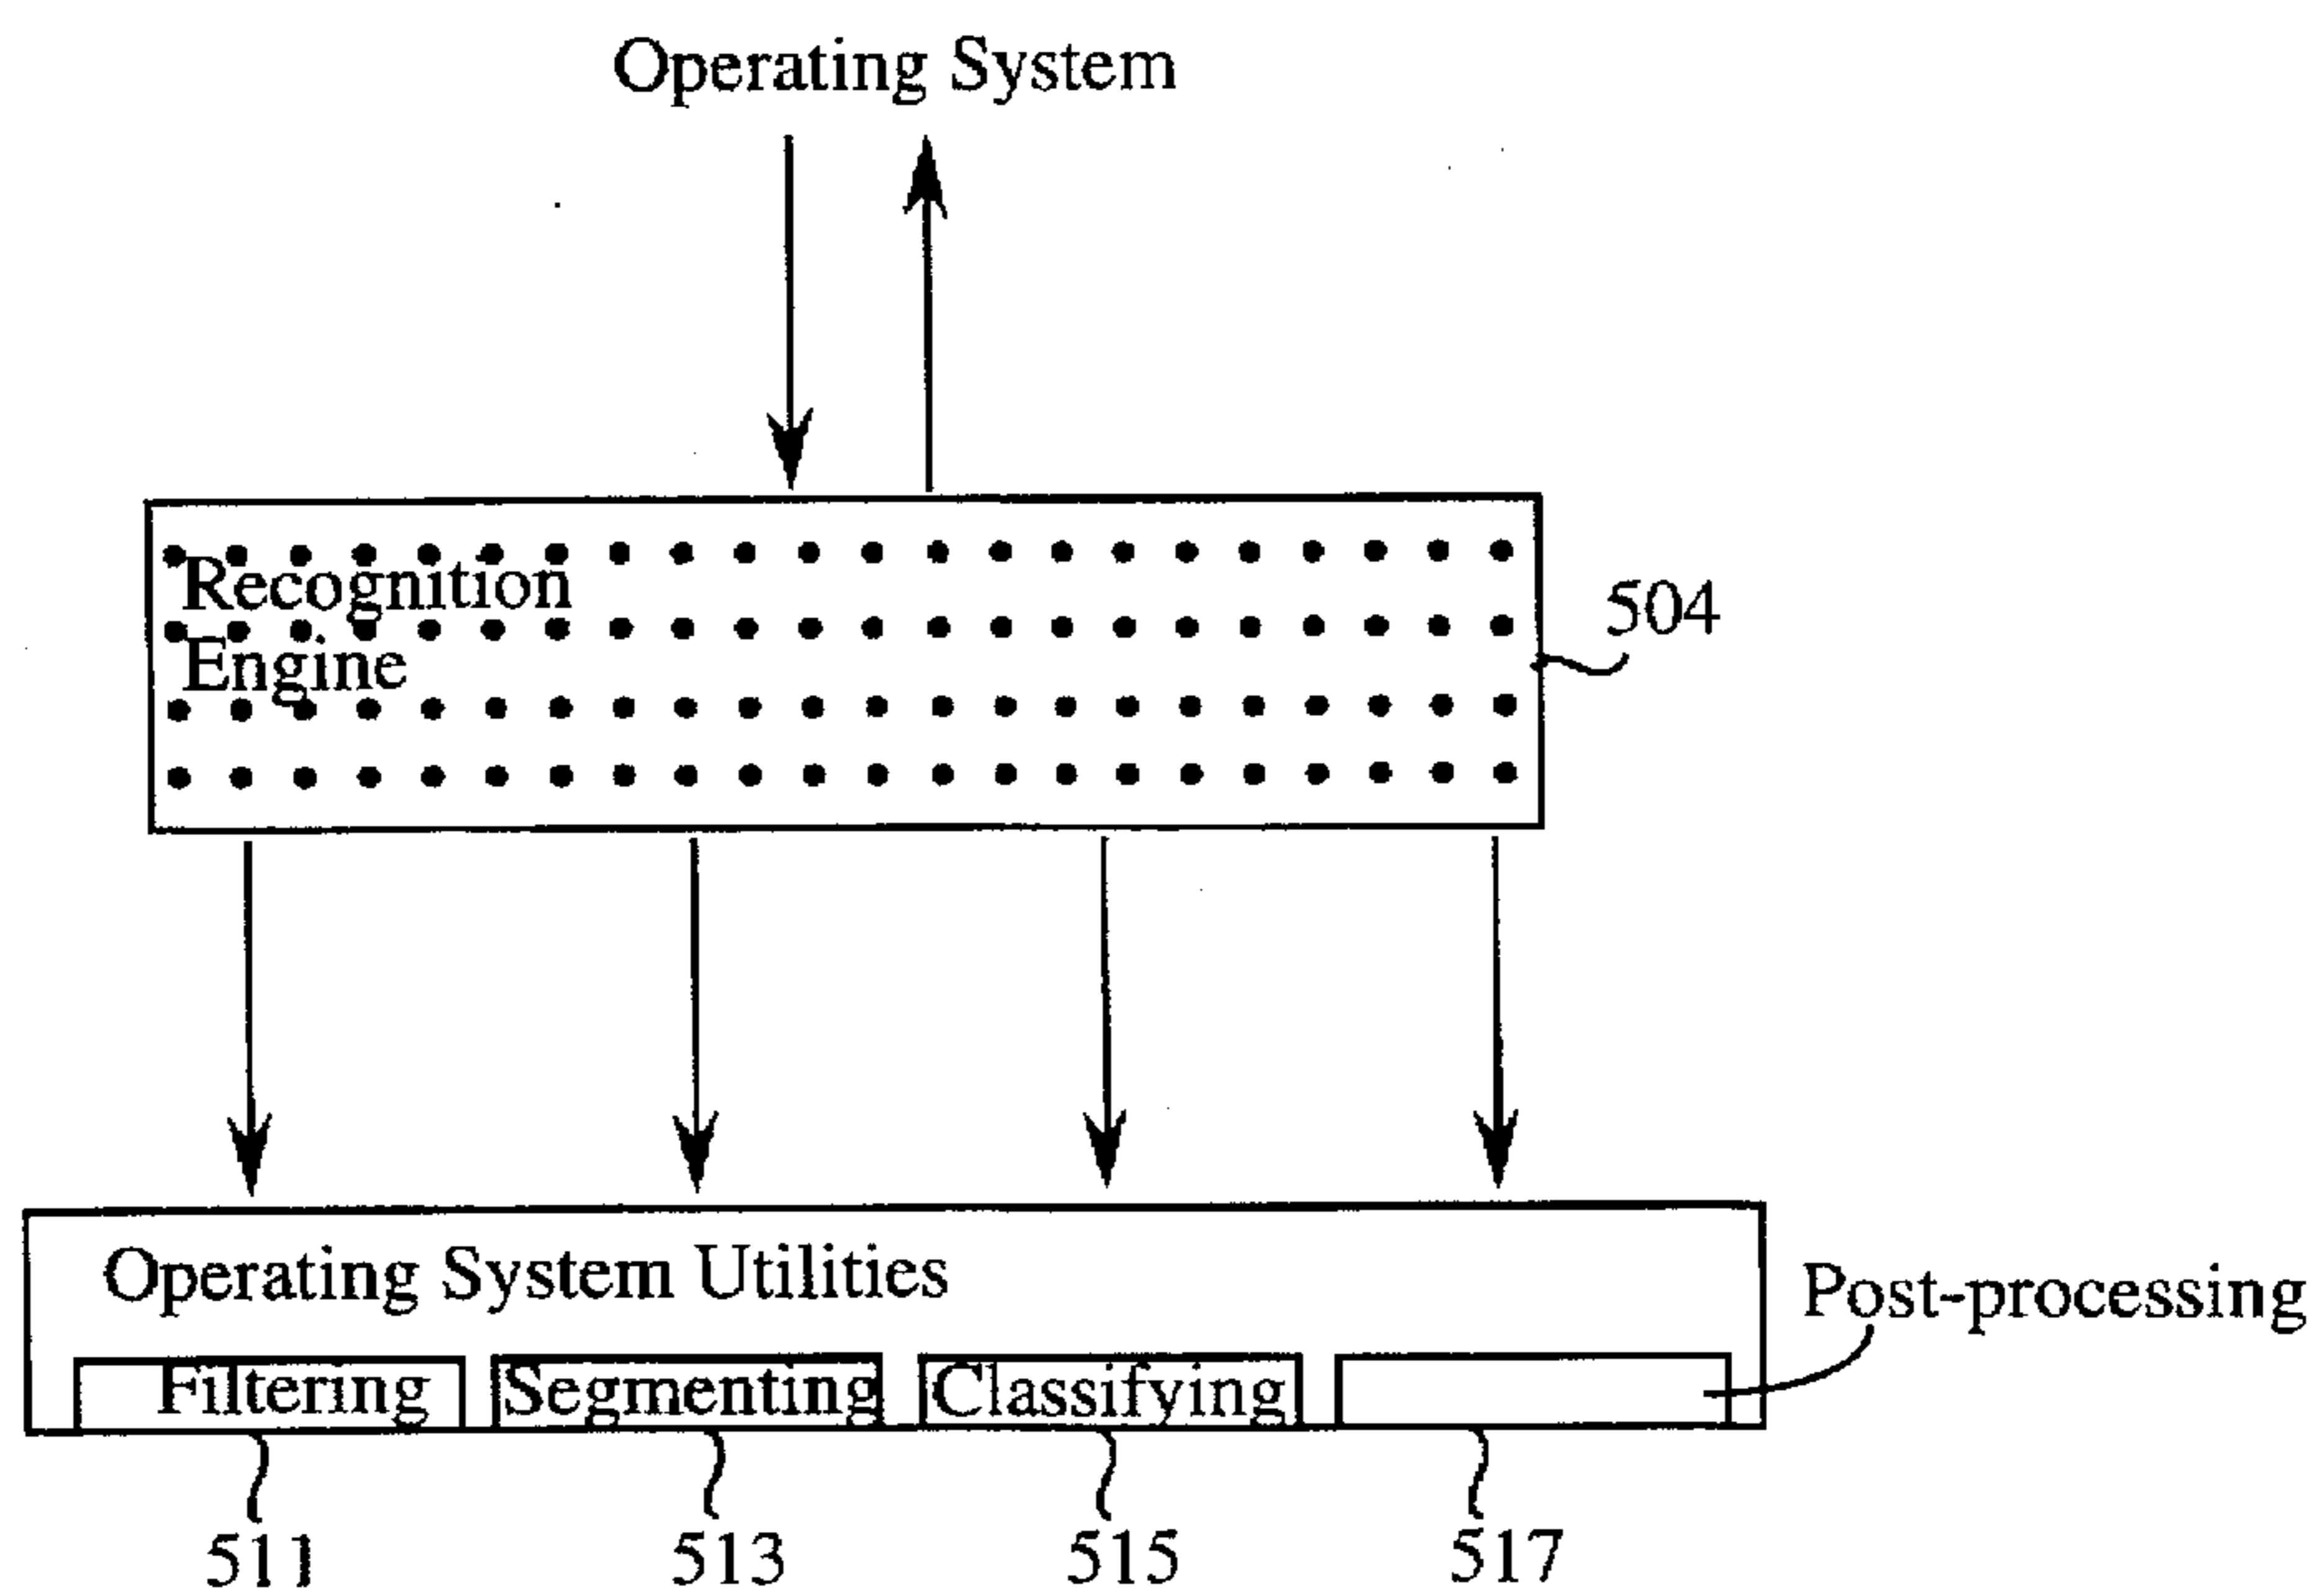 Operating System
Recognition
Engine
504
Operating System Utilities
Post-processing
Filtering
Segmenting
Classifying
511
513
515
517